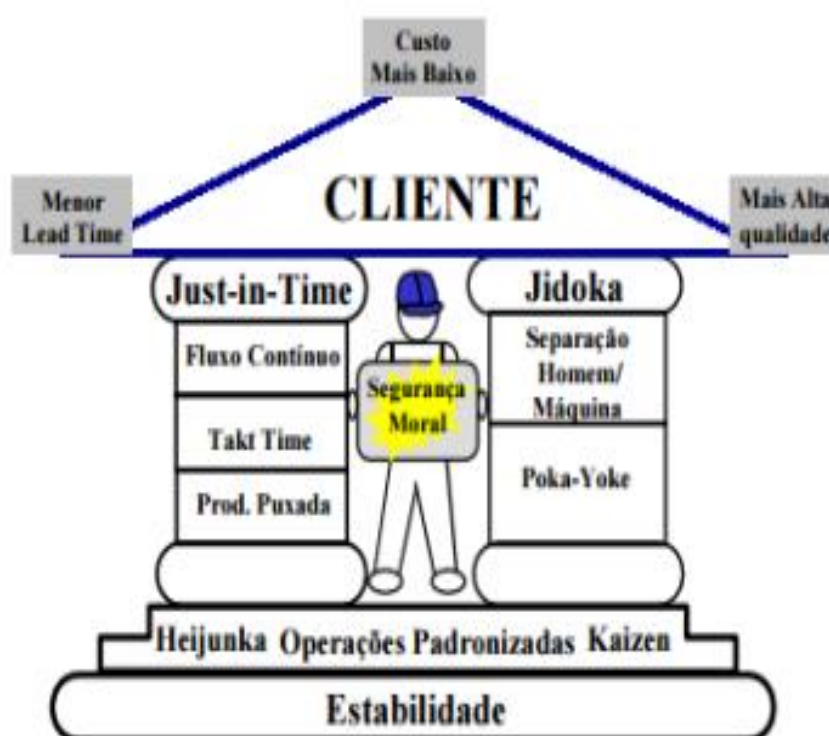 Custo
Mais Baixo
CLIENTE
Menor
Lead Time
Mais Alta
qualidade
Just-in-Time
Fluxo Contínuo
Takt Time
Prod. Puxada
Segurança
Moral
Jidoka
Separação
Homem/
Máquina
Poka-Yoke
Heijunka Operações Padronizadas Kaizen
Estabilidade